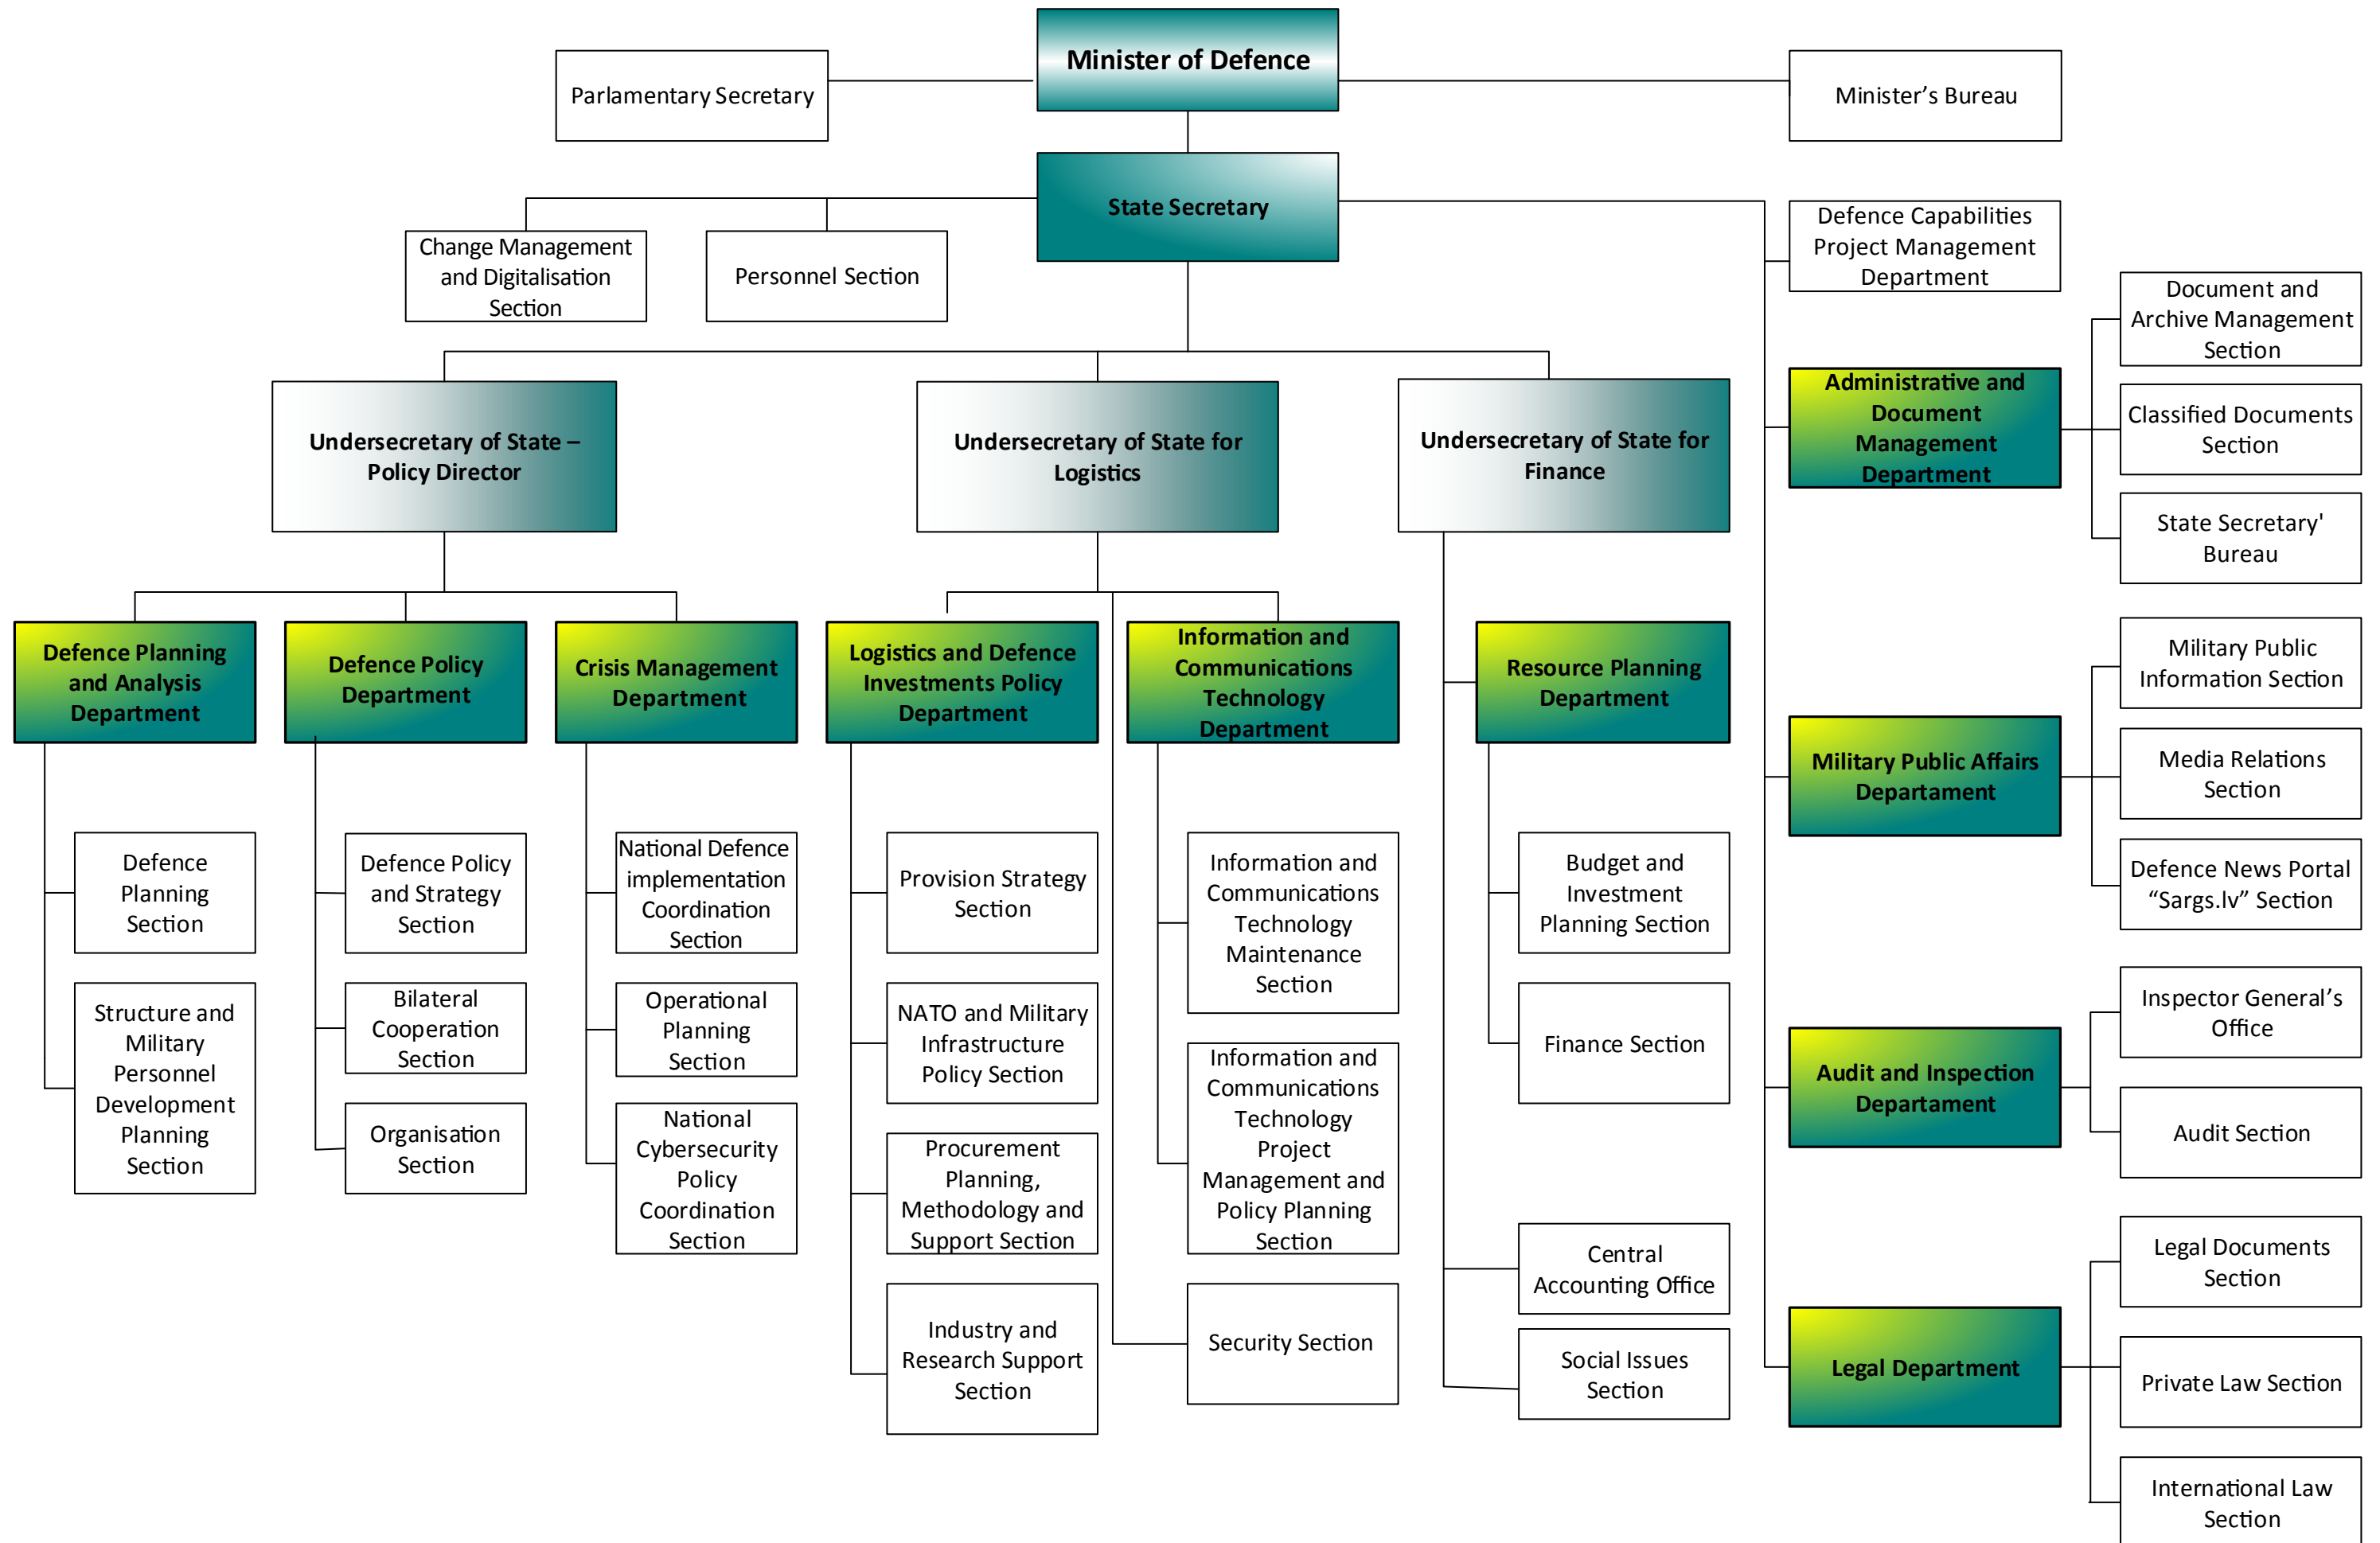 Minister of Defence
Parlamentary Secretary
Minister’s Bureau
State Secretary
Change Management
and Digitalisation
Section
Personnel Section
Defence Capabilities
Project Management
Department
Undersecretary of State –
Policy Director
Undersecretary of State for
Logistics
Undersecretary of State for
Finance
Administrative and
Document
Management
Department
Document and
Archive Management
Section
Classified Documents
Section
State Secretary'
Bureau
Defence Planning
and Analysis
Department
Defence Policy
Department
Crisis Management
Department
Logistics and Defence
Investments Policy
Department
Information and
Communications
Technology
Department
Resource Planning
Department
Military Public Affairs
Departament
Military Public
Information Section
Media Relations
Section
Defence News Portal
“Sargs.lv” Section
Defence
Planning
Section
Structure and
Military
Personnel
Development
Planning
Section
Defence Policy
and Strategy
Section
Bilateral
Cooperation
Section
Organisation
Section
National Defence
implementation
Coordination
Section
Operational
Planning
Section
National
Cybersecurity
Policy
Coordination
Section
Provision Strategy
Section
NATO and Military
Infrastructure
Policy Section
Procurement
Planning,
Methodology and
Support Section
Industry and
Research Support
Section
Information and
Communications
Technology
Maintenance
Section
Information and
Communications
Technology
Project
Management and
Policy Planning
Section
Security Section
Budget and
Investment
Planning Section
Finance Section
Central
Accounting Office
Social Issues
Section
Audit and Inspection
Departament
Inspector General’s
Office
Audit Section
Legal Department
Legal Documents
Section
Private Law Section
International Law
Section